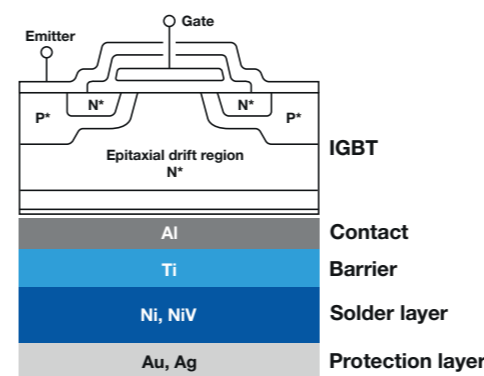 Gate
Emitter
N*
N*
P*
P*
Epitaxial drift region
N*
IGBT
Al
Contact
Ti
Barrier
Ni, NiV
Solder layer
Au, Ag
Protection layer